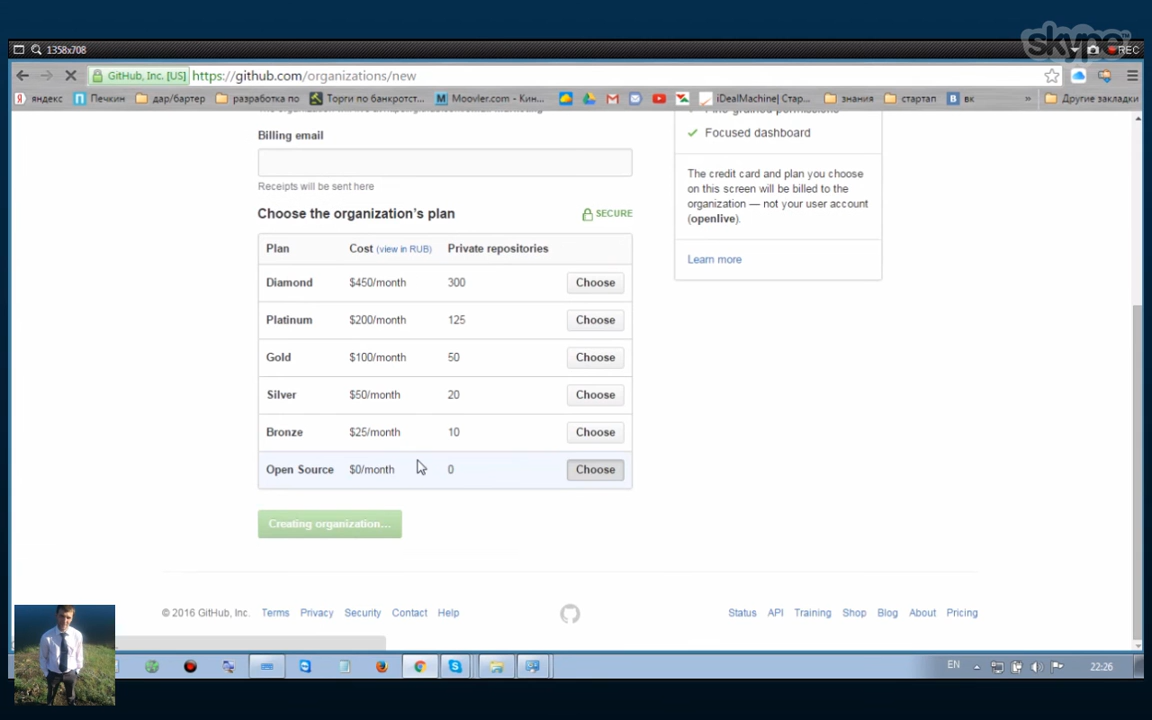 skype™
1358x708
REC
GitHub, Inc. [US] https://github.com/organizations/new
яндекс Печкин дар/бартер разработка по Торги по банкротст... Moovler.com - Кин... iDealMachine| Стар... знания стартап вк » Другие закладки
Billing email
Focused dashboard
Receipts will be sent here
The credit card and plan you choose
on this screen will be billed to the
organization — not your user account
(openlive).
Choose the organization's plan SECURE
Plan Cost (view in RUB) Private repositories
Learn more
Diamond $450/month 300 Choose
Platinum $200/month 125 Choose
Gold $100/month 50 Choose
Silver $50/month 20 Choose
Bronze $25/month 10 Choose
Open Source $0/month 0 Choose
Creating organization...
© 2016 GitHub, Inc. Terms Privacy Security Contact Help Status API Training Shop Blog About Pricing
EN 22:26